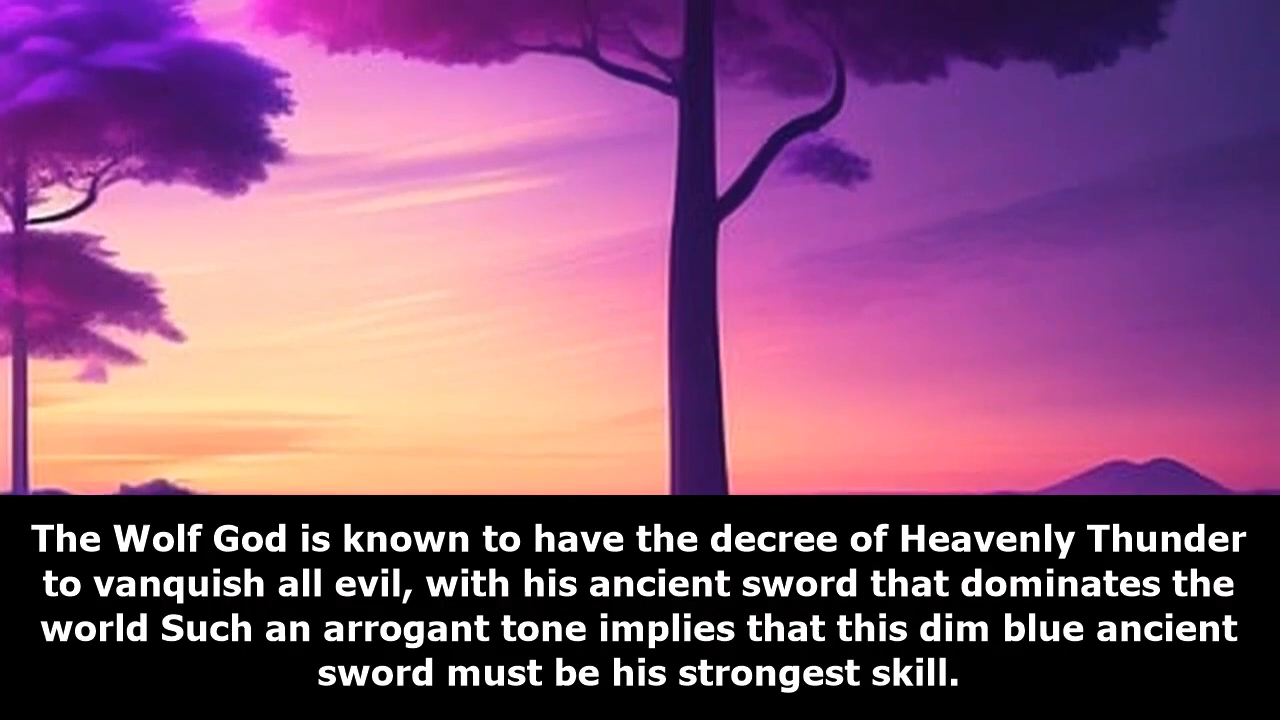 The Wolf God is known to have the decree of Heavenly Thunder
to vanquish all evil, with his ancient sword that dominates the
world Such an arrogant tone implies that this dim blue ancient
sword must be his strongest skill.